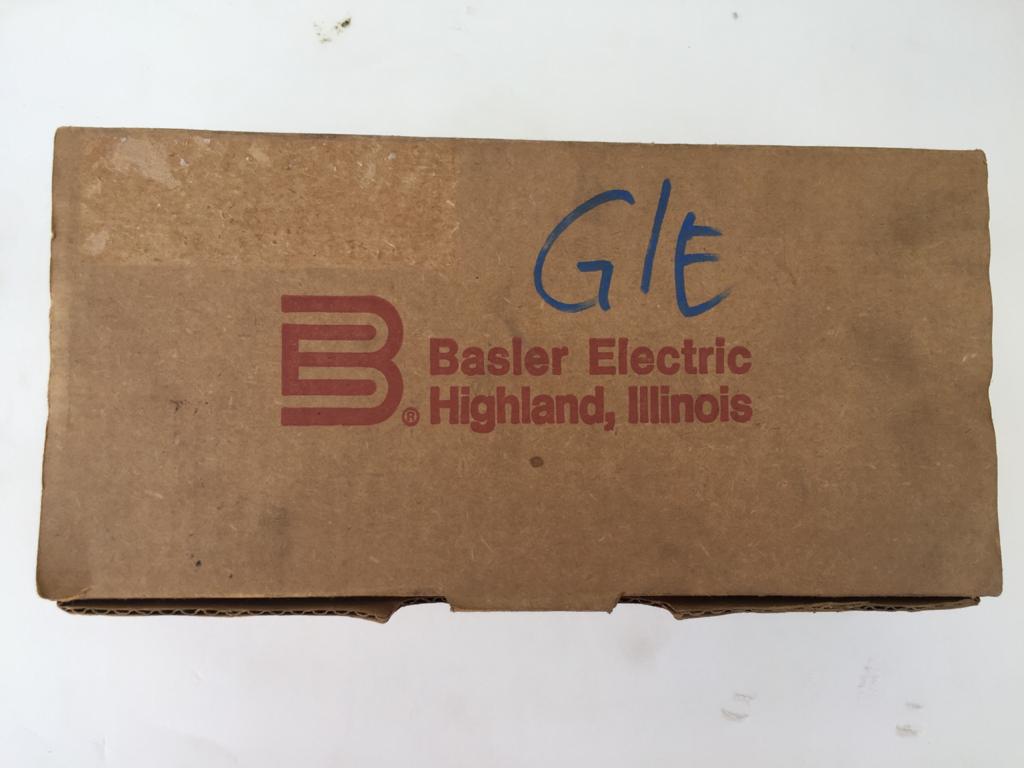 G/E
Basler Electric
® Highland, Illinois